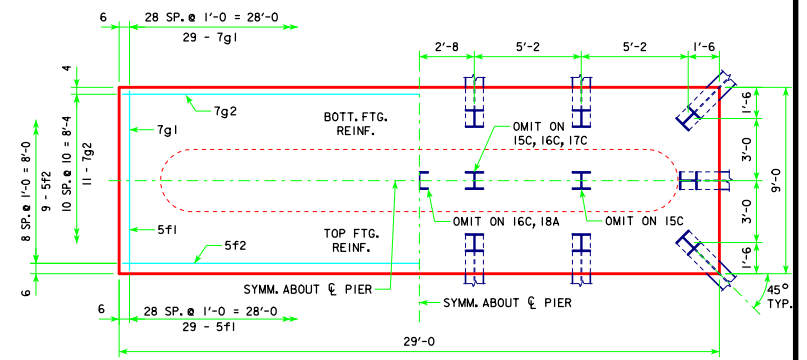 6
28 SP. @ 1'-0 = 28'-0
29 - 7g1
2'-8
5'-2
5'-2
1'-6
4
7g2
BOTT. FTG.
REINF.
7g1
OMIT ON
15C, 16C, 17C
1'-6
3'-0
9'-0
3'-0
1'-6
8 SP. @ 1'-0 = 8'-0
9 - 5f2
10 SP. @ 10 = 8'-4
11 - 7g2
OMIT ON 16C, 18A
OMIT ON 15C
5f1
TOP FTG.
REINF.
5f2
6
SYMM. ABOUT ℄ PIER
SYMM. ABOUT ℄ PIER
45°
TYP.
6
28 SP. @ 1'-0 = 28'-0
29 - 5f1
29'-0